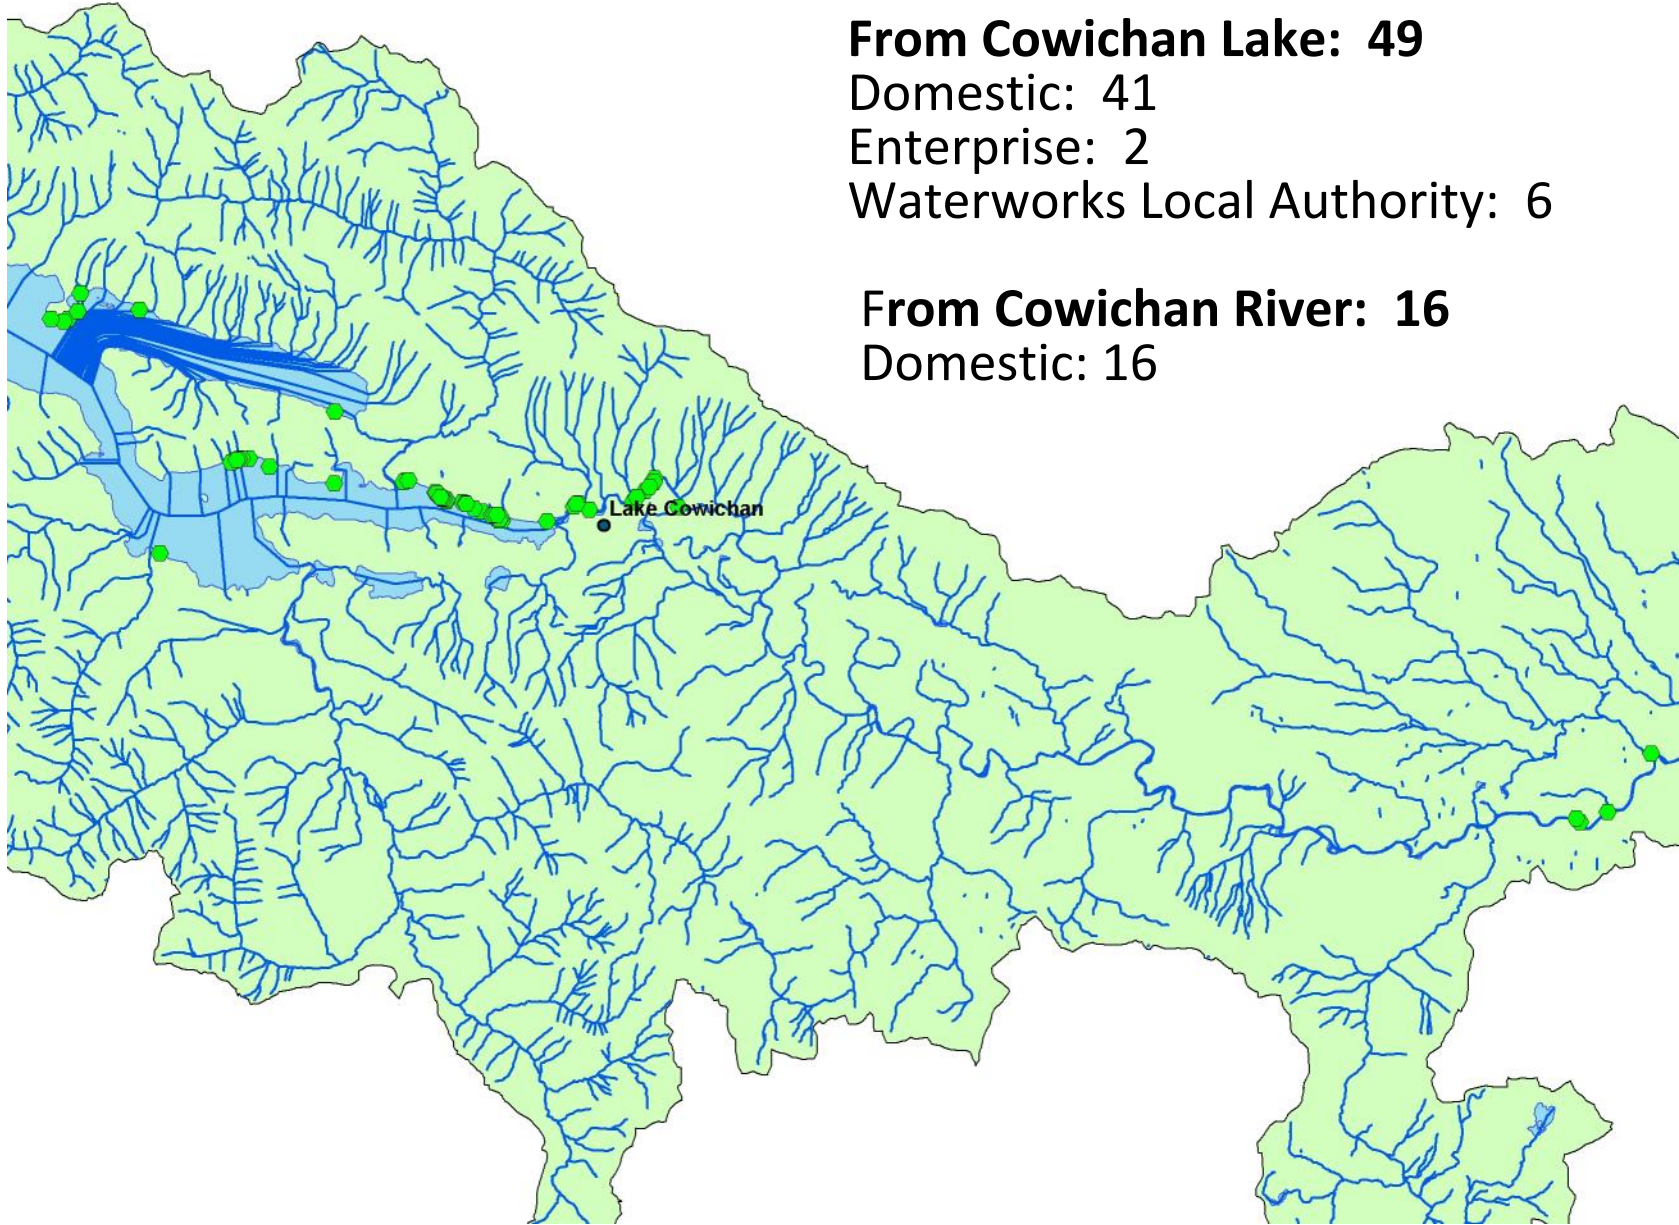 From Cowichan Lake: 49
Domestic: 41
Enterprise: 2
Waterworks Local Authority: 6
From Cowichan River: 16
Domestic: 16
Lake Cowichan